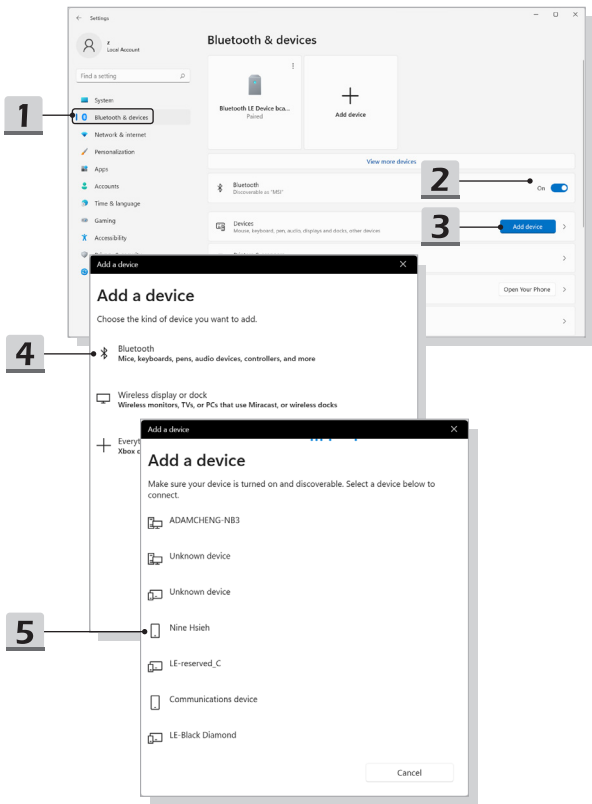 Settings
z
Local Account
Find a setting
System
Bluetooth & devices
Network & internet
Personalization
Apps
Accounts
Time & language
Gaming
Accessibility
Bluetooth & devices
Bluetooth LE Device bca...
Paired
Add device
View more devices
Bluetooth
Discoverable as "MSI"
On
Devices
Mouse, keyboard, pen, audio, displays and docks, other devices
Add device
Open Your Phone
1
2
3
Add a device
Add a device
Choose the kind of device you want to add.
4
Bluetooth
Mice, keyboards, pens, audio devices, controllers, and more
Wireless display or dock
Wireless monitors, TVs, or PCs that use Miracast, or wireless docks
Everyt
Xbox c
Add a device
Add a device
Make sure your device is turned on and discoverable. Select a device below to
connect.
ADAMCHENG-NB3
Unknown device
Unknown device
5
Nine Hsieh
LE-reserved_C
Communications device
LE-Black Diamond
Cancel